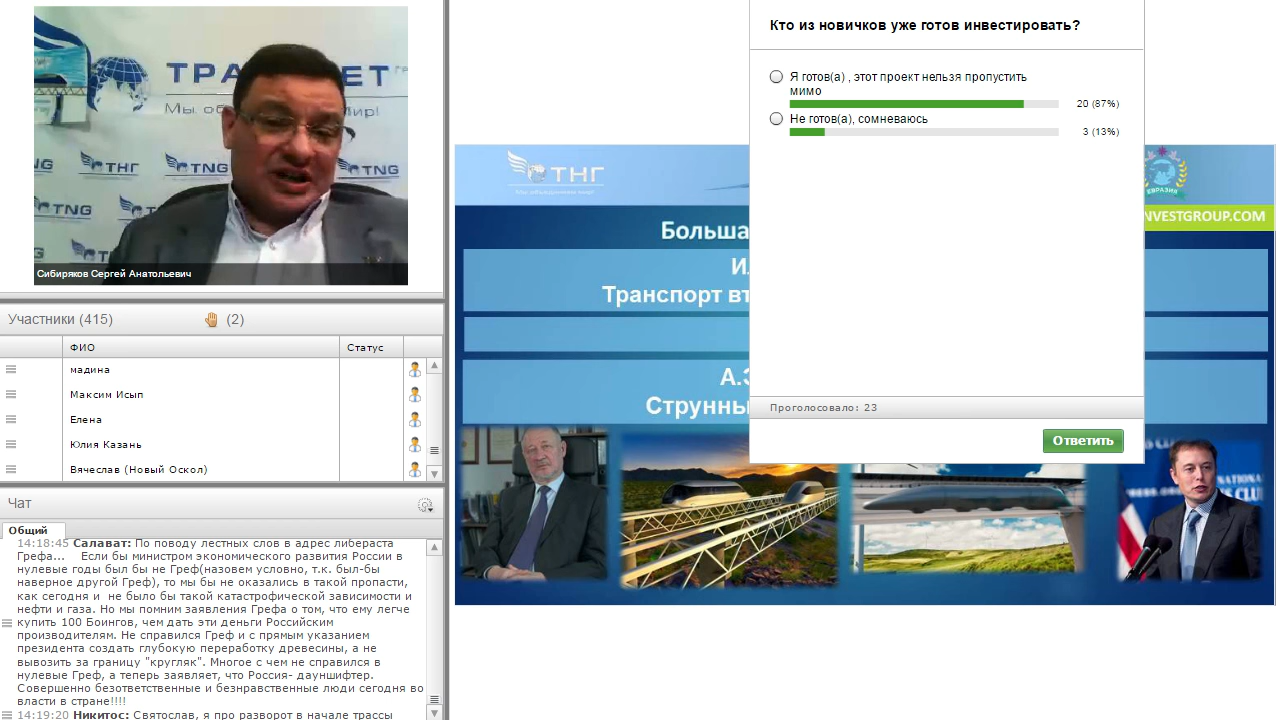 ТРА
ЕТ
Мы об
ир!
ТНГ
TNG
TNG
TNG
TNG
Сибиряков Сергей Анатольевич
Участники (415)
(2)
ФИО
Статус
мадина
Максим Исып
Елена
Юлия Казань
Вячеслав (Новый Оскол)
Чат
Общий
14:18:45 Салават: По поводу лестных слов в адрес либераста
Грефа... Если бы министром экономического развития России в
нулевые годы был бы не Греф(назовем условно, т.к. был-бы
наверное другой Греф), то мы бы не оказались в такой пропасти,
как сегодня и не было бы такой катастрофической зависимости и
нефти и газа. Но мы помним заявления Грефа о том, что ему легче
купить 100 Боингов, чем дать эти деньги Российским
производителям. Не справился Греф и с прямым указанием
президента создать глубокую переработку древесины, а не
вывозить за границу "кругляк". Многое с чем не справился в
нулевые Греф, а теперь заявляет, что Россия- дауншифтер.
Совершенно безответственные и безнравственные люди сегодня во
власти в стране!!!!
14:19:20 Никитос: Святослав, я про разворот в начале трассы
Кто из новичков уже готов инвестировать?
Я готов(а) , этот проект нельзя пропустить
мимо
20 (87%)
Не готов(а), сомневаюсь
3 (13%)
Проголосовало: 23
Ответить
ТНГ
Мы объединяем мир!
ЕВРАЗИЯ
NVESTGROUP.COM
Больша
И.
Транспорт вт
А.Э
Струнны